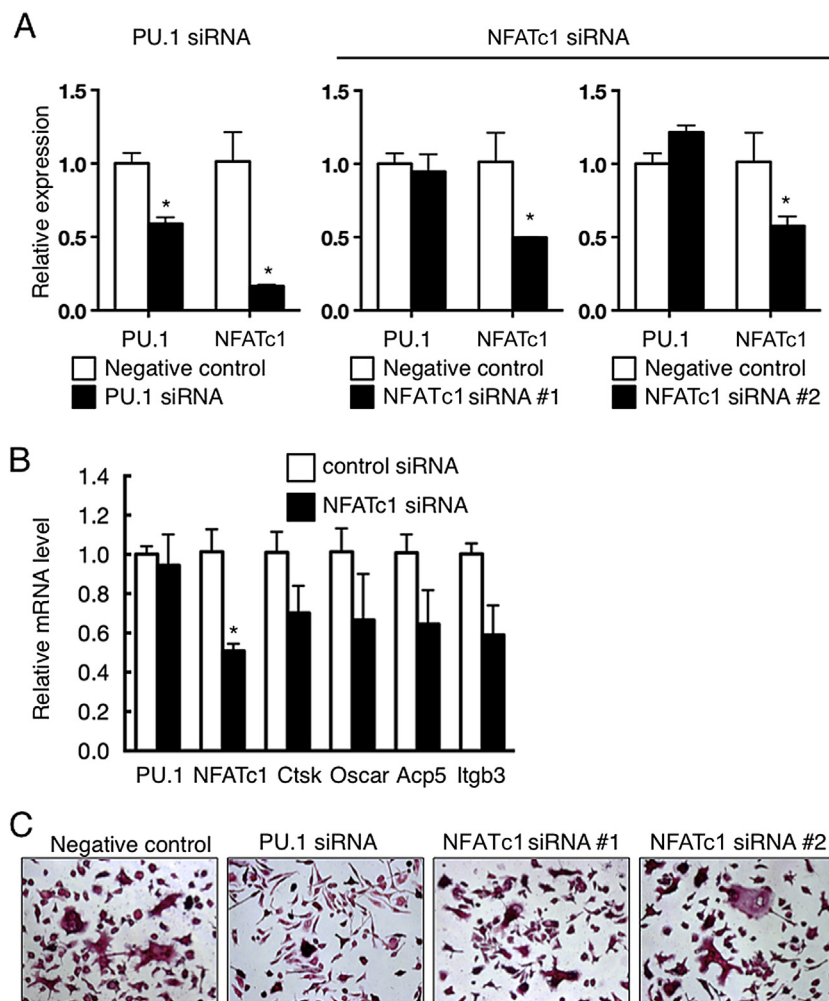 A
PU.1 siRNA
NFATc1 siRNA
Relative expression
1.5
1.0
0.5
0.0
*
*
PU.1
NFATc1
Negative control
PU.1 siRNA
1.5
1.0
0.5
0.0
*
PU.1
NFATc1
Negative control
NFATc1 siRNA #1
1.5
1.0
0.5
0.0
*
PU.1
NFATc1
Negative control
NFATc1 siRNA #2
B
control siRNA
NFATc1 siRNA
Relative mRNA level
1.4
1.2
1.0
0.8
0.6
0.4
0.2
0.0
*
PU.1 NFATc1 Ctsk Oscar Acp5 Itgb3
C
Negative control
PU.1 siRNA
NFATc1 siRNA #1
NFATc1 siRNA #2